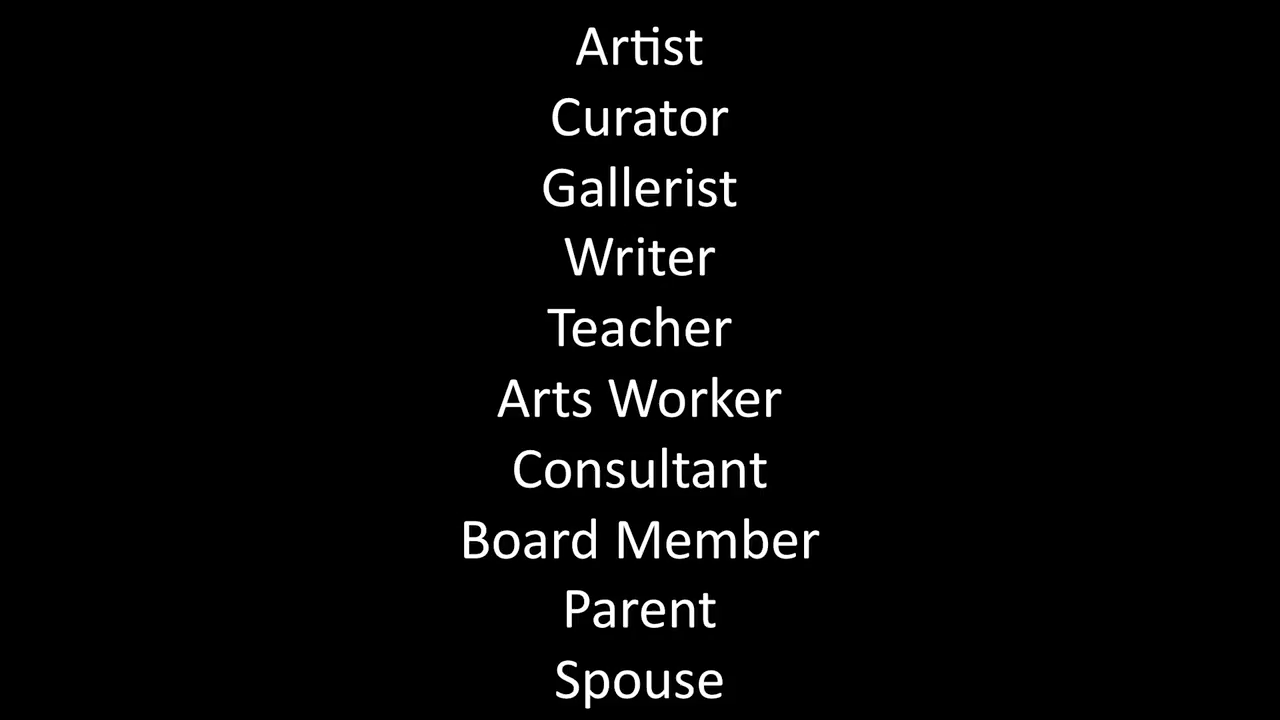 Artist
Curator
Gallerist
Writer
Teacher
Arts Worker
Consultant
Board Member
Parent
Spouse